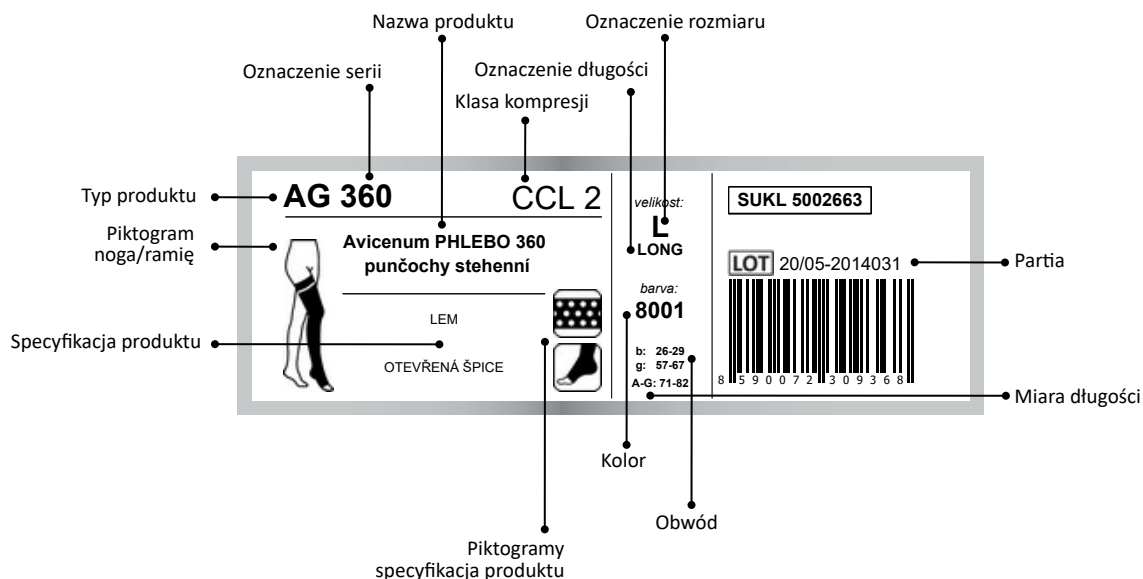 Nazwa produktu
Oznaczenie rozmiaru
Oznaczenie serii
Oznaczenie długości
Klasa kompresji
Typ produktu
AG 360
CCL 2
velikost:
L
LONG
SUKL 5002663
Piktogram
noga/ramię
Avicenum PHLEBO 360
punčochy stehenní
LOT 20/05-2014031
Partia
barva:
8001
Specyfikacja produktu
LEM
OTEVŘENÁ ŠPICE
b: 26-29
g: 57-67
A-G: 71-82
8 590072 309368
Miara długości
Kolor
Obwód
Piktogramy
specyfikacja produktu